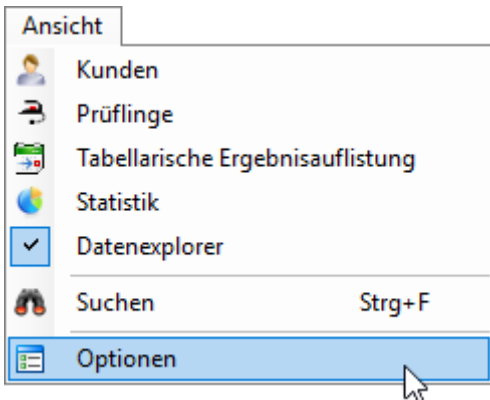 Ansicht
Kunden
Prüflinge
Tabellarische Ergebnisauflistung
Statistik
Datenexplorer
Suchen Strg+F
Optionen